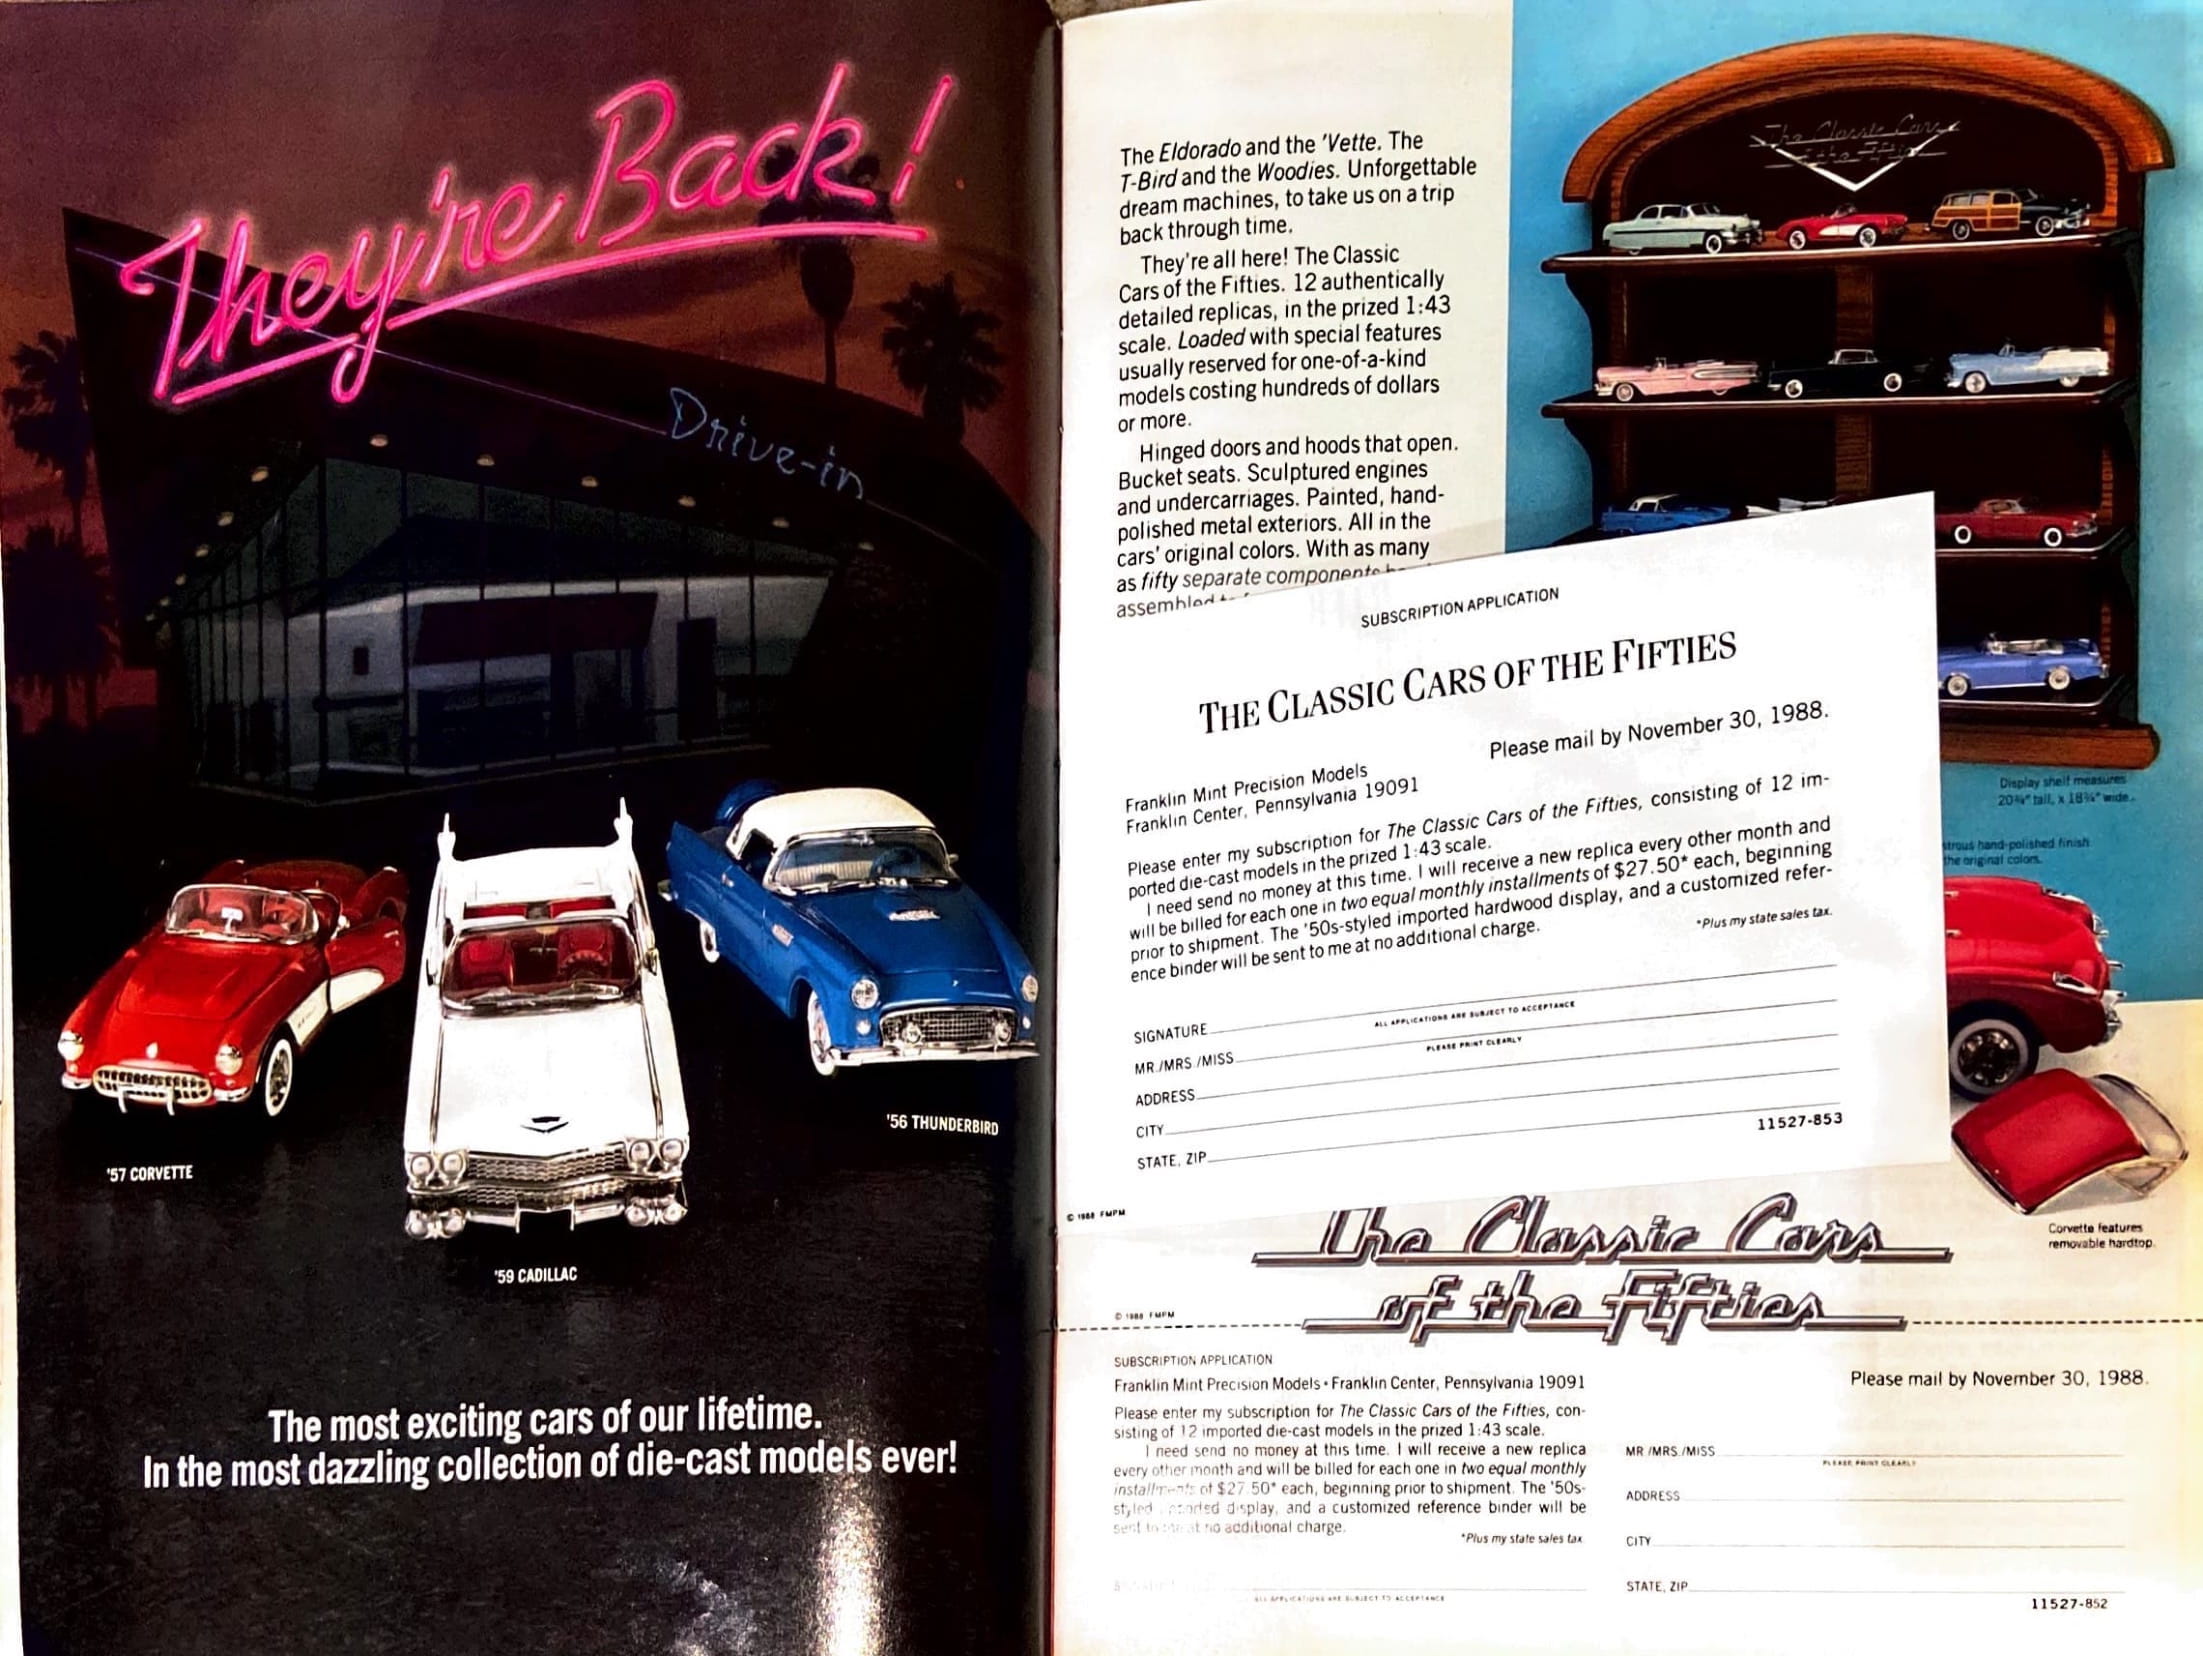 They're Back!
Drive-in
'57 CORVETTE
'59 CADILLAC
'56 THUNDERBIRD
The most exciting cars of our lifetime.
In the most dazzling collection of die-cast models ever!
The Eldorado and the 'Vette. The
T-Bird and the Woodies. Unforgettable
dream machines, to take us on a trip
back through time.
They're all here! The Classic
Cars of the Fifties. 12 authentically
detailed replicas, in the prized 1:43
scale. Loaded with special features
usually reserved for one-of-a-kind
models costing hundreds of dollars
or more.
Hinged doors and hoods that open.
Bucket seats. Sculptured engines
and undercarriages. Painted, hand-
polished metal exteriors. All in the
cars' original colors. With as many
as fifty separate components
assembled
The Classic Cars
of the Fifties
Display shelf measures
20¾" tall, x 18¾" wide.
hand-polished finish
the original colors.
Corvette features
removable hardtop.
SUBSCRIPTION APPLICATION
THE CLASSIC CARS OF THE FIFTIES
Please mail by November 30, 1988.
Franklin Mint Precision Models
Franklin Center, Pennsylvania 19091
Please enter my subscription for The Classic Cars of the Fifties, consisting of 12 im-
ported die-cast models in the prized 1:43 scale.
I need send no money at this time. I will receive a new replica every other month and
will be billed for each one in two equal monthly installments of $27.50* each, beginning
prior to shipment. The '50s-styled imported hardwood display, and a customized refer-
ence binder will be sent to me at no additional charge.
*Plus my state sales tax.
SIGNATURE
ALL APPLICATIONS ARE SUBJECT TO ACCEPTANCE
MR./MRS./MISS
PLEASE PRINT CLEARLY
ADDRESS
CITY
STATE, ZIP
11527-853
© 1988 FMPM
The Classic Cars
of the Fifties
© 1988 FMPM
SUBSCRIPTION APPLICATION
Franklin Mint Precision Models • Franklin Center, Pennsylvania 19091
Please enter my subscription for The Classic Cars of the Fifties, con-
sisting of 12 imported die-cast models in the prized 1:43 scale.
I need send no money at this time. I will receive a new replica
every other month and will be billed for each one in two equal monthly
installments of $27.50* each, beginning prior to shipment. The '50s-
styled imported display, and a customized reference binder will be
sent to me at no additional charge.
*Plus my state sales tax.
ALL APPLICATIONS ARE SUBJECT TO ACCEPTANCE
Please mail by November 30, 1988.
MR./MRS./MISS
PLEASE PRINT CLEARLY
ADDRESS
CITY
STATE, ZIP
11527-852